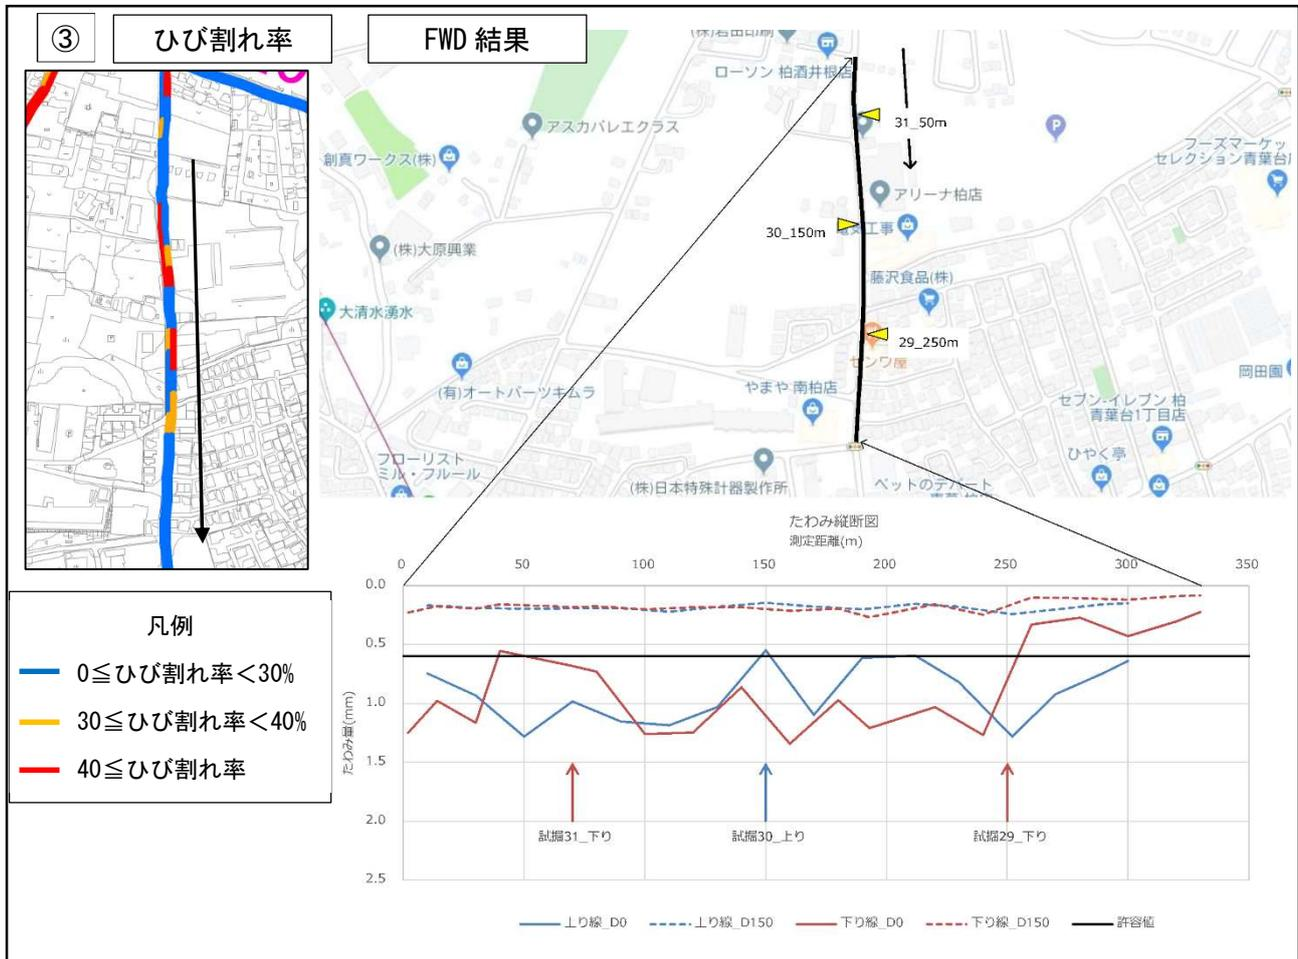 ③
ひび割れ率
FWD 結果
ローソン 柏酒井根店
アスカバレエクラス
創真ワークス(株)
31_50m
P
フーズマーケッ
セレクション青葉台
アリーナ柏店
30_150m
工事
(株)大原興業
藤沢食品(株)
大清水湧水
29_250m
センワ屋
(有)オートパーツキムラ
やまや 南柏店
岡田園
セブン-イレブン 柏
青葉台1丁目店
ひやく亭
フローリスト
ミル・フルール
(株)日本特殊計器製作所
ペットのデパート
たわみ縦断図
測定距離(m)
0
50
100
150
200
250
300
350
0.0
0.5
1.0
1.5
2.0
2.5
たわみ量(mm)
試掘31_下り
試掘30_上り
試掘29_下り
上り線_D0
上り線_D150
下り線_D0
下り線_D150
許容値
凡例
0≦ひび割れ率<30%
30≦ひび割れ率<40%
40≦ひび割れ率